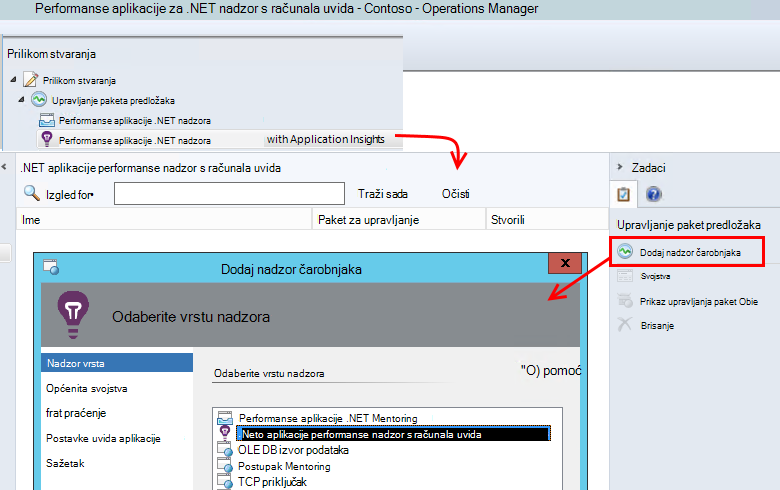 Performanse aplikacije za .NET nadzor s računala uvida - Contoso - Operations Manager
Prilikom stvaranja
Prilikom stvaranja
Upravljanje paketa predložaka
Performanse aplikacije .NET nadzora
Performanse aplikacije .NET nadzora with Application Insights
.NET aplikacije performanse nadzor s računala uvida
Izgled for
Traži sada
Očisti
Ime
Paket za upravljanje
Stvorili
Zadaci
Upravljanje paket predložaka
Dodaj nadzor čarobnjaka
Svojstva
Prikaz upravljanja paket Obie
Brisanje
Dodaj nadzor čarobnjaka
x
Odaberite vrstu nadzora
Nadzor vrsta
Općenita svojstva
frat praćenje
Postavke uvida aplikacije
Sažetak
Odaberite vrstu nadzora
"O) pomoć
Performanse aplikacije .NET Mentoring
.Neto aplikacije performanse nadzor s računala uvida
OLE DB izvor podataka
Postupak Mentoring
TCP priključak